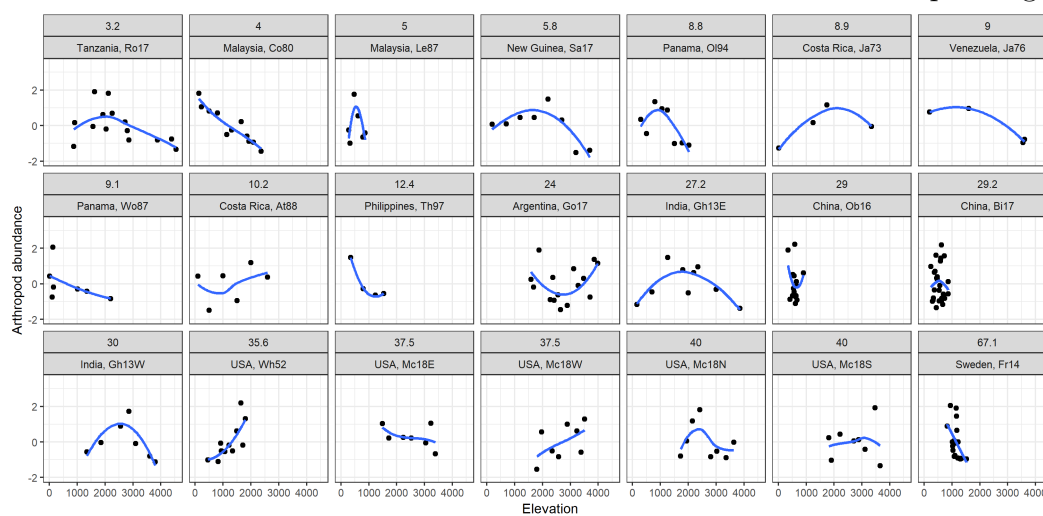 3.2 4 5 5.8 8.8 8.9 9
Tanzania, Ro17 Malaysia, Co80 Malaysia, Le87 New Guinea, Sa17 Panama, Ol94 Costa Rica, Ja73 Venezuela, Ja76
2
0
-2
9.1 10.2 12.4 24 27.2 29 29.2
Panama, Wo87 Costa Rica, At88 Philippines, Th97 Argentina, Go17 India, Gh13E China, Ob16 China, Bi17
Arthropod abundance
2
0
-2
30 35.6 37.5 37.5 40 40 67.1
India, Gh13W USA, Wh52 USA, Mc18E USA, Mc18W USA, Mc18N USA, Mc18S Sweden, Fr14
2
0
-2
0 1000 2000 3000 4000 0 1000 2000 3000 4000 0 1000 2000 3000 4000 0 1000 2000 3000 4000 0 1000 2000 3000 4000 0 1000 2000 3000 4000 0 1000 2000 3000 4000
Elevation